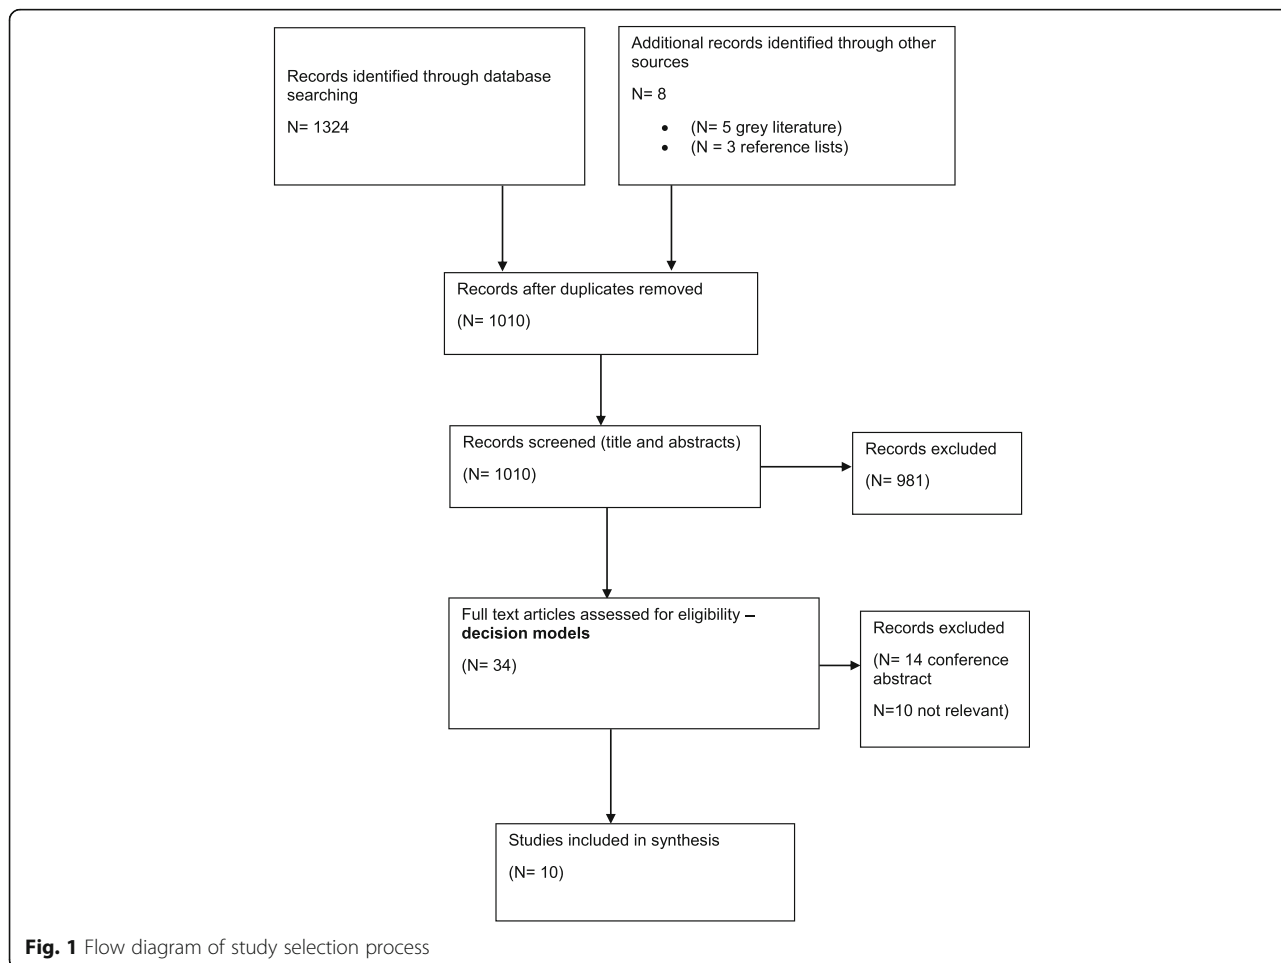 Records identified through database
searching
N= 1324
Additional records identified through other
sources
N= 8
• (N= 5 grey literature)
• (N = 3 reference lists)
Records after duplicates removed
(N= 1010)
Records screened (title and abstracts)
(N= 1010)
Records excluded
(N= 981)
Full text articles assessed for eligibility –
decision models
(N= 34)
Records excluded
(N= 14 conference
abstract
N=10 not relevant)
Studies included in synthesis
(N= 10)
Fig. 1 Flow diagram of study selection process